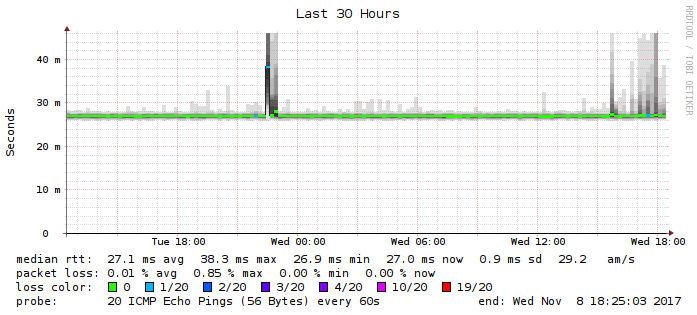 Last 30 Hours
RRDTOOL / TOBI OETIKER
Seconds
40 m
30 m
20 m
10 m
0
Tue 18:00 Wed 00:00 Wed 06:00 Wed 12:00 Wed 18:00
median rtt: 27.1 ms avg 38.3 ms max 26.9 ms min 27.0 ms now 0.9 ms sd 29.2 am/s
packet loss: 0.01 % avg 0.85 % max 0.00 % min 0.00 % now
loss color: 0 1/20 2/20 3/20 4/20 10/20 19/20
probe: 20 ICMP Echo Pings (56 Bytes) every 60s end: Wed Nov 8 18:25:03 2017